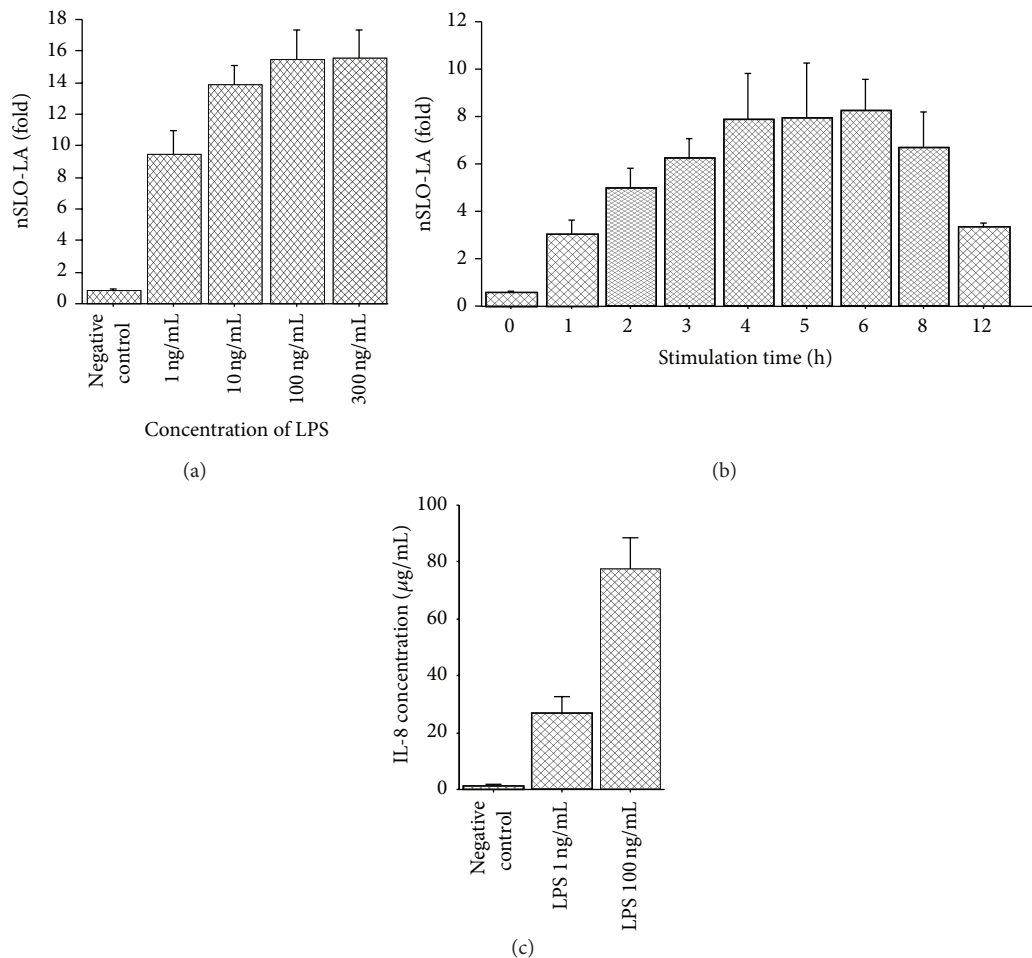 nSLO-LA (fold)
18
16
14
12
10
8
6
4
2
0
Negative
control
1 ng/mL
10 ng/mL
100 ng/mL
300 ng/mL
Concentration of LPS
(a)
nSLO-LA (fold)
12
10
8
6
4
2
0
0 1 2 3 4 5 6 8 12
Stimulation time (h)
(b)
IL-8 concentration (μg/mL)
100
80
60
40
20
0
Negative
control
LPS 1 ng/mL
LPS 100 ng/mL
(c)